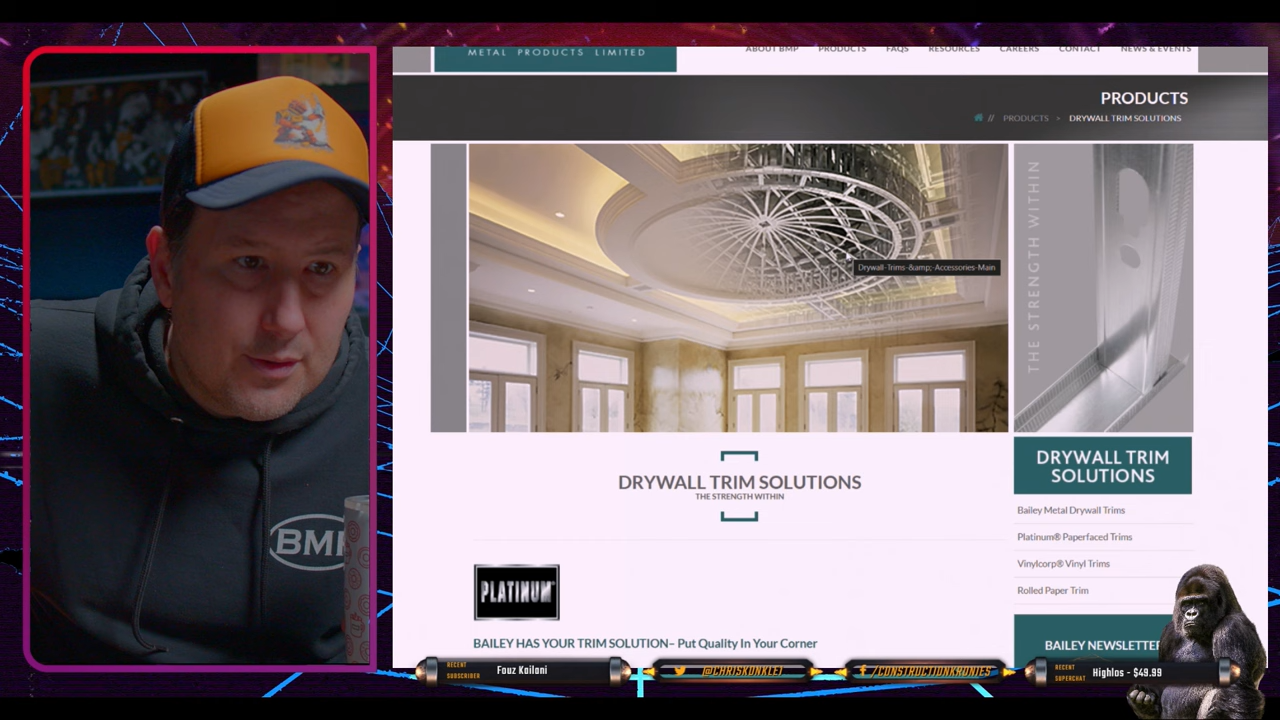 METAL PRODUCTS LIMITED
ABOUT BMP PRODUCTS FAQS RESOURCES CAREERS CONTACT NEWS & EVENTS
PRODUCTS
// PRODUCTS > DRYWALL TRIM SOLUTIONS
THE STRENGTH WITHIN
Drywall-Trims-&amp;-Accessories-Main
DRYWALL TRIM SOLUTIONS
THE STRENGTH WITHIN
DRYWALL TRIM
SOLUTIONS
Bailey Metal Drywall Trims
Platinum® Paperfaced Trims
Vinylcorp® Vinyl Trims
Rolled Paper Trim
PLATINUM
BAILEY HAS YOUR TRIM SOLUTION– Put Quality In Your Corner
BAILEY NEWSLETTER
BMP
RECENT
SUBSCRIBER
Fouz Kailani
@CHRISKONKLE1
/CONSTRUCTIONKRONIES
RECENT
SUPERCHAT
Highlos - $49.99